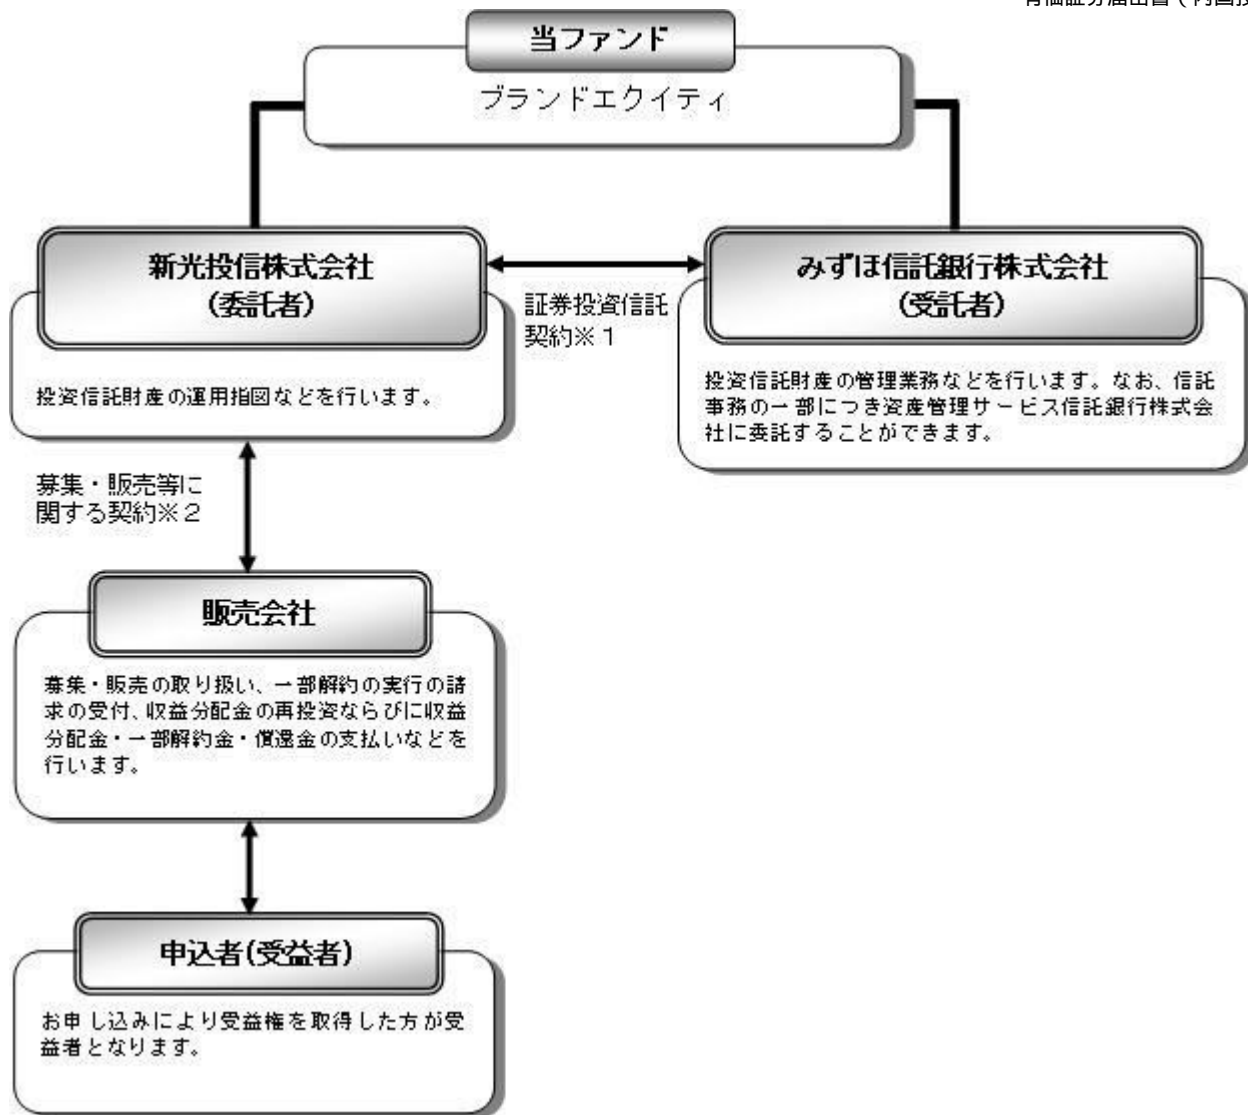 当ファンド
ブランドエクイティ
新光投信株式会社
(委託者)
投資信託財産の運用指図などを行います。
証券投資信託
契約※1
みずほ信託銀行株式会社
(受託者)
投資信託財産の管理業務などを行います。なお、信託
事務の一部につき資産管理サービス信託銀行株式会
社に委託することができます。
募集・販売等に
関する契約※2
販売会社
募集・販売の取り扱い、一部解約の実行の請
求の受付、収益分配金の再投資ならびに収益
分配金・一部解約金・償還金の支払いなどを
行います。
申込者(受益者)
お申し込みにより受益権を取得した方が受
益者となります。